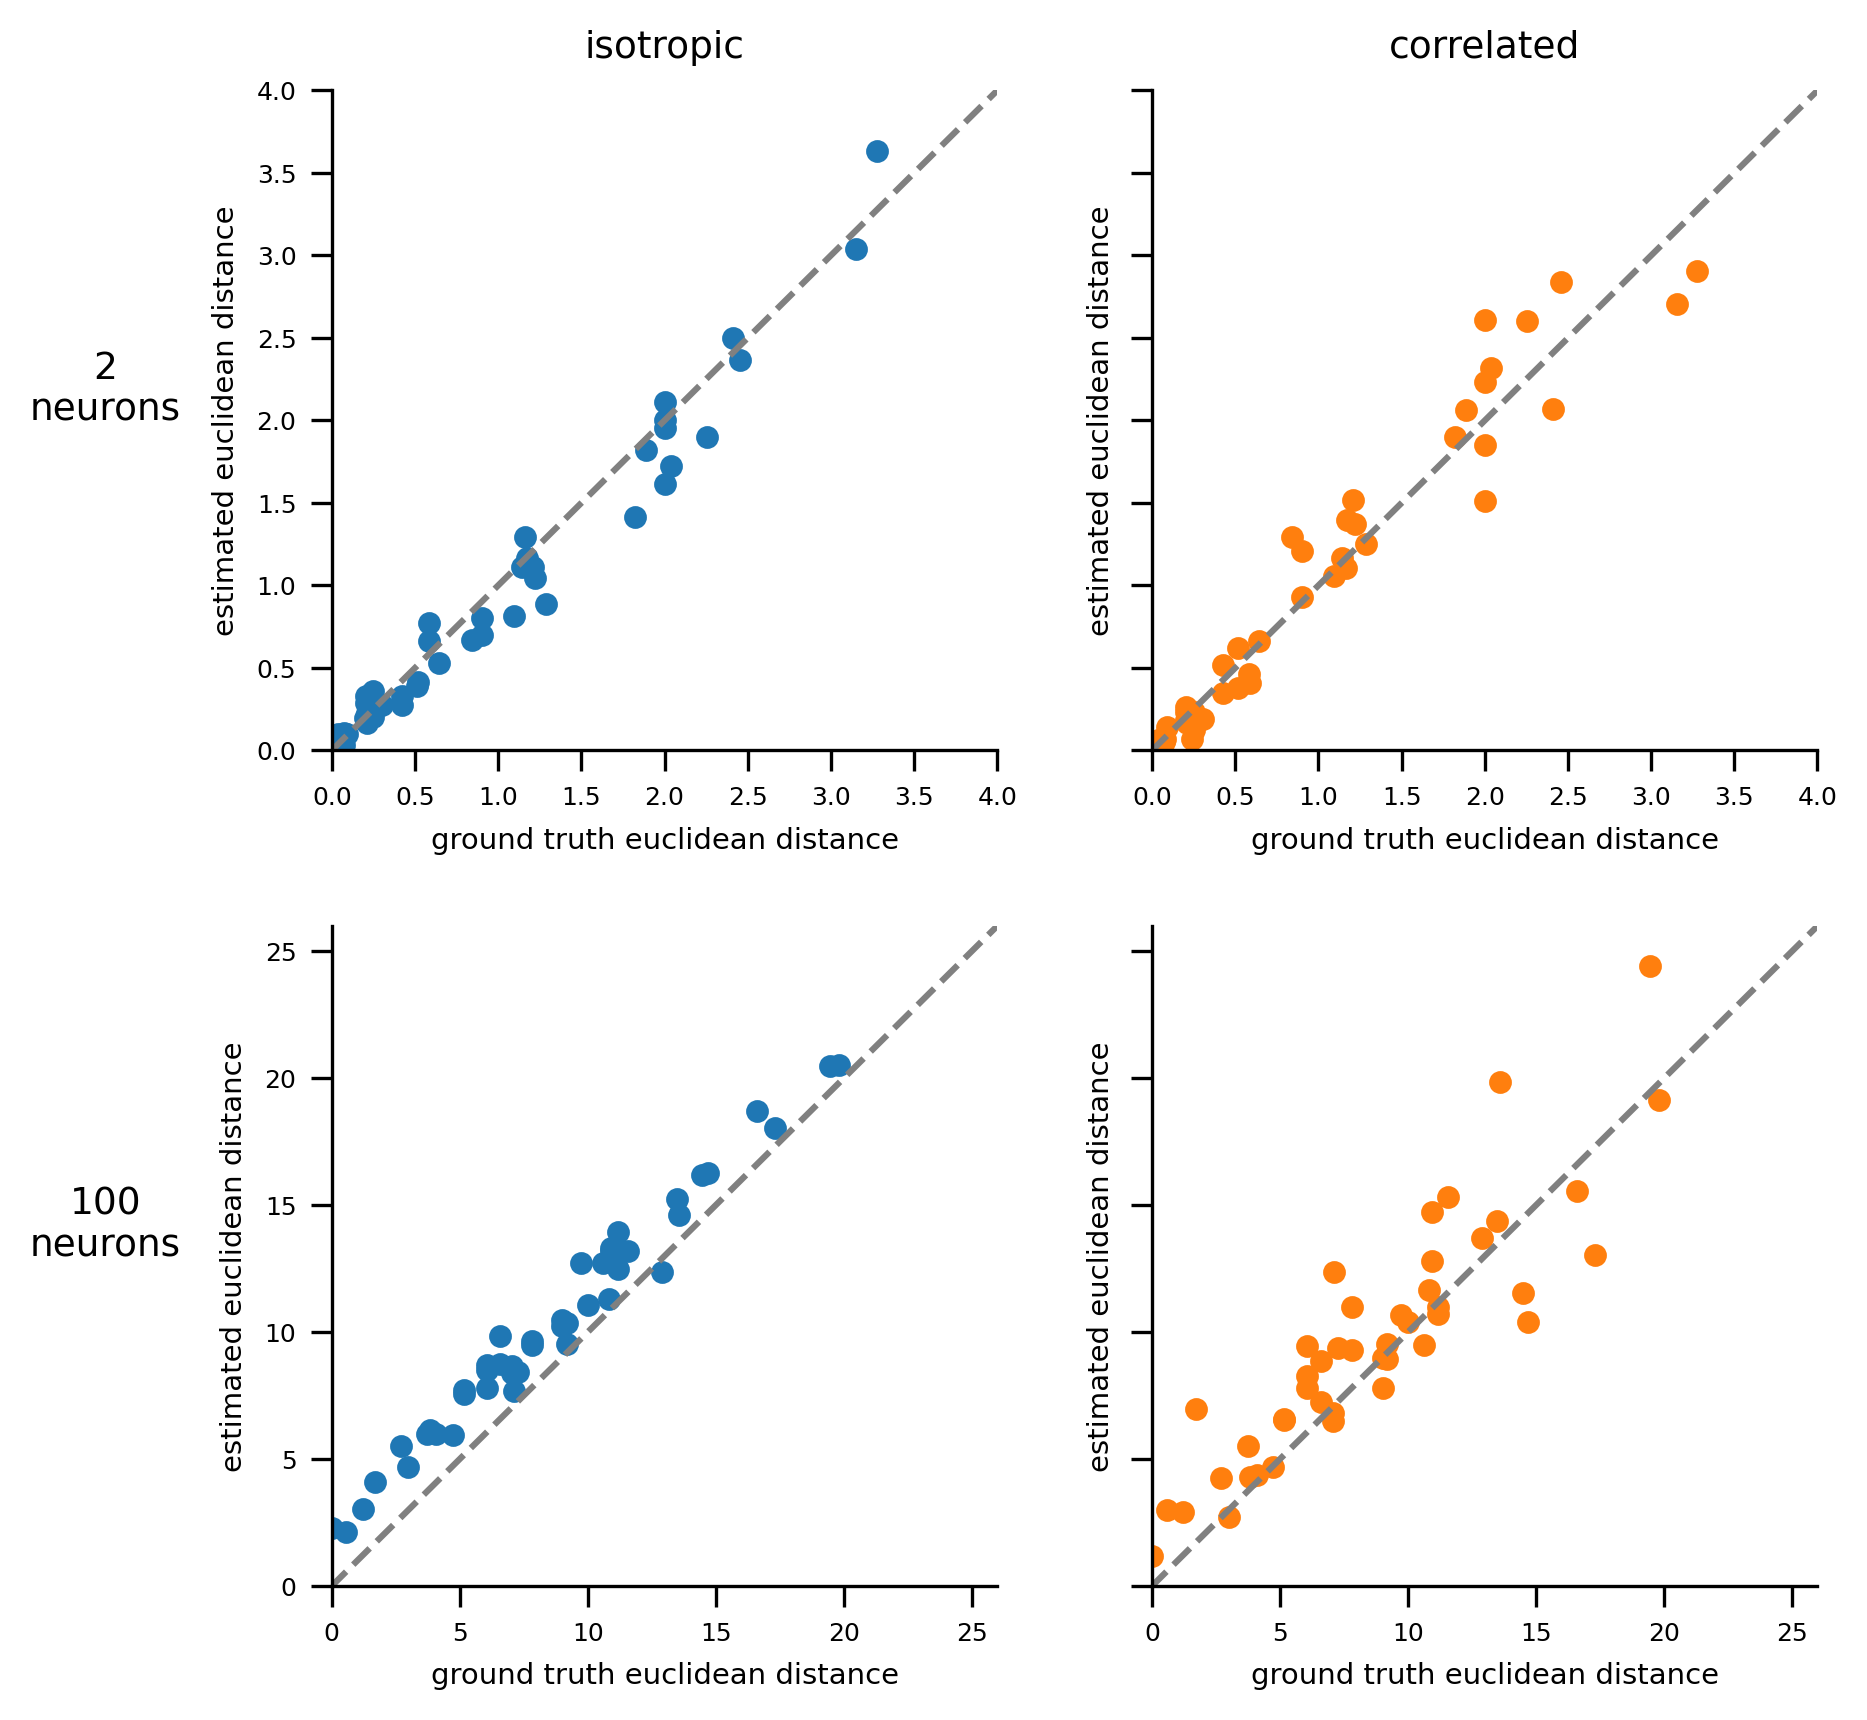 isotropic
correlated
2
neurons
estimated euclidean distance
4.0
3.5
3.0
2.5
2.0
1.5
1.0
0.5
0.0
0.0 0.5 1.0 1.5 2.0 2.5 3.0 3.5 4.0
ground truth euclidean distance
estimated euclidean distance
0.0 0.5 1.0 1.5 2.0 2.5 3.0 3.5 4.0
ground truth euclidean distance
100
neurons
estimated euclidean distance
25
20
15
10
5
0
0 5 10 15 20 25
ground truth euclidean distance
estimated euclidean distance
0 5 10 15 20 25
ground truth euclidean distance